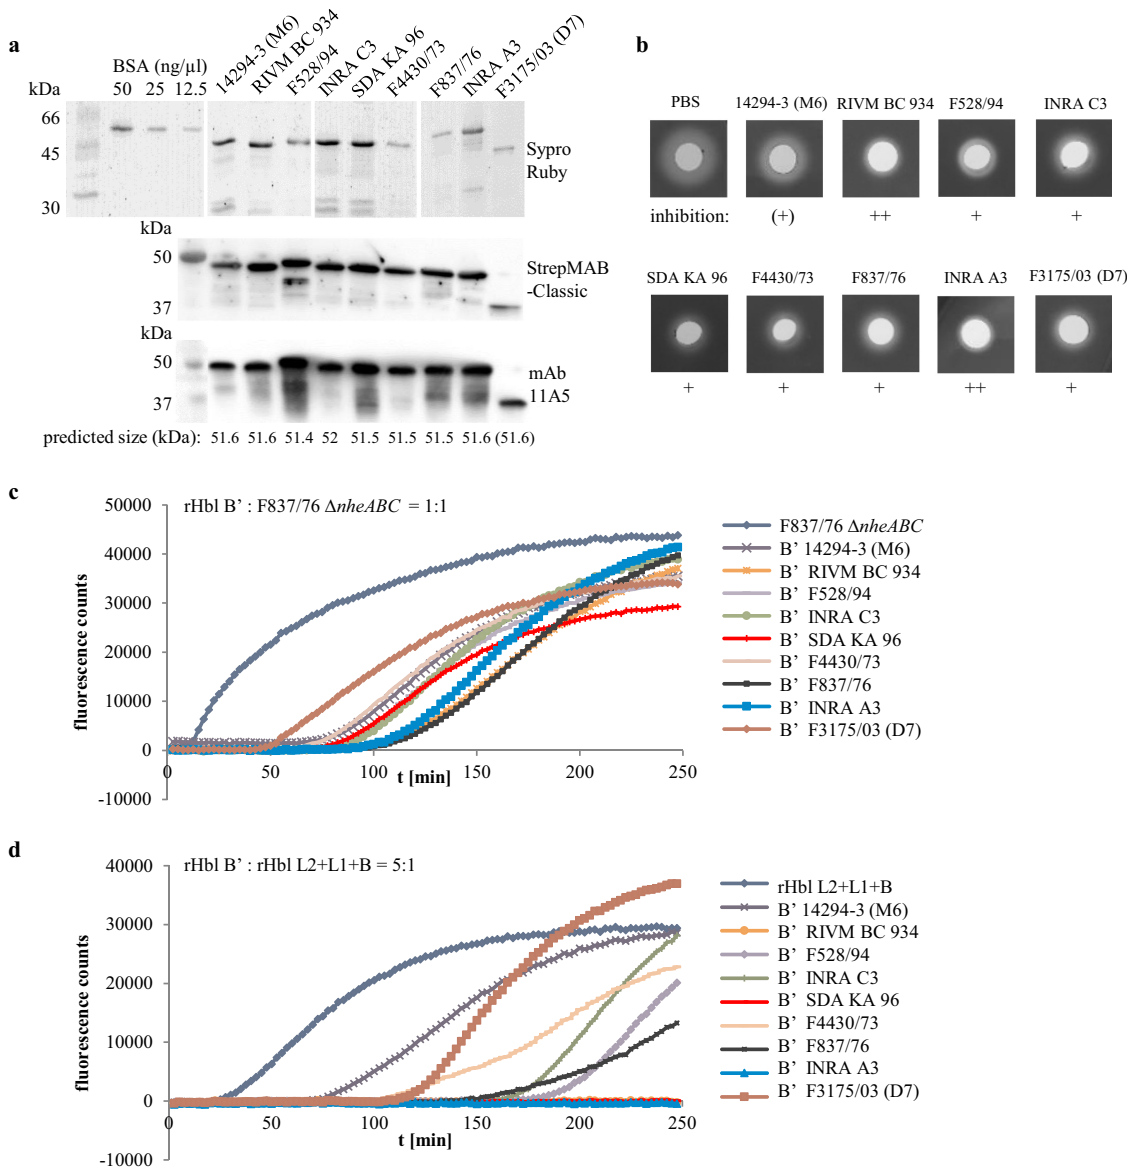 a
BSA (ng/µl)
kDa 50 25 12.5 14294-3 (M6) RIVM BC 934 F528/94 INRA C3 SDA KA 96 F4430/73 F837/76 INRA A3 F3175/03 (D7)
66
45
30
Sypro
Ruby
kDa
50
37
StrepMAB
-Classic
kDa
50
37
mAb
11A5
predicted size (kDa): 51.6 51.6 51.4 52 51.5 51.5 51.5 51.6 (51.6)
b
PBS 14294-3 (M6) RIVM BC 934 F528/94 INRA C3
inhibition: (+) ++ + +
SDA KA 96 F4430/73 F837/76 INRA A3 F3175/03 (D7)
+ + + ++ +
c
rHbl B’ : F837/76 ΔnheABC = 1:1
fluorescence counts
50000
40000
30000
20000
10000
0
-10000
0 50 100 150 200 250
t [min]
F837/76 ΔnheABC
B’ 14294-3 (M6)
B’ RIVM BC 934
B’ F528/94
B’ INRA C3
B’ SDA KA 96
B’ F4430/73
B’ F837/76
B’ INRA A3
B’ F3175/03 (D7)
d
rHbl B’ : rHbl L2+L1+B = 5:1
fluorescence counts
40000
30000
20000
10000
0
-10000
0 50 100 150 200 250
t [min]
rHbl L2+L1+B
B’ 14294-3 (M6)
B’ RIVM BC 934
B’ F528/94
B’ INRA C3
B’ SDA KA 96
B’ F4430/73
B’ F837/76
B’ INRA A3
B’ F3175/03 (D7)